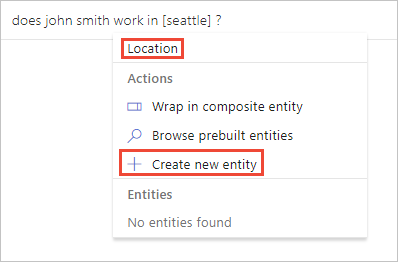 does john smith work in [seattle] ?
Location
Actions
Wrap in composite entity
Browse prebuilt entities
Create new entity
Entities
No entities found